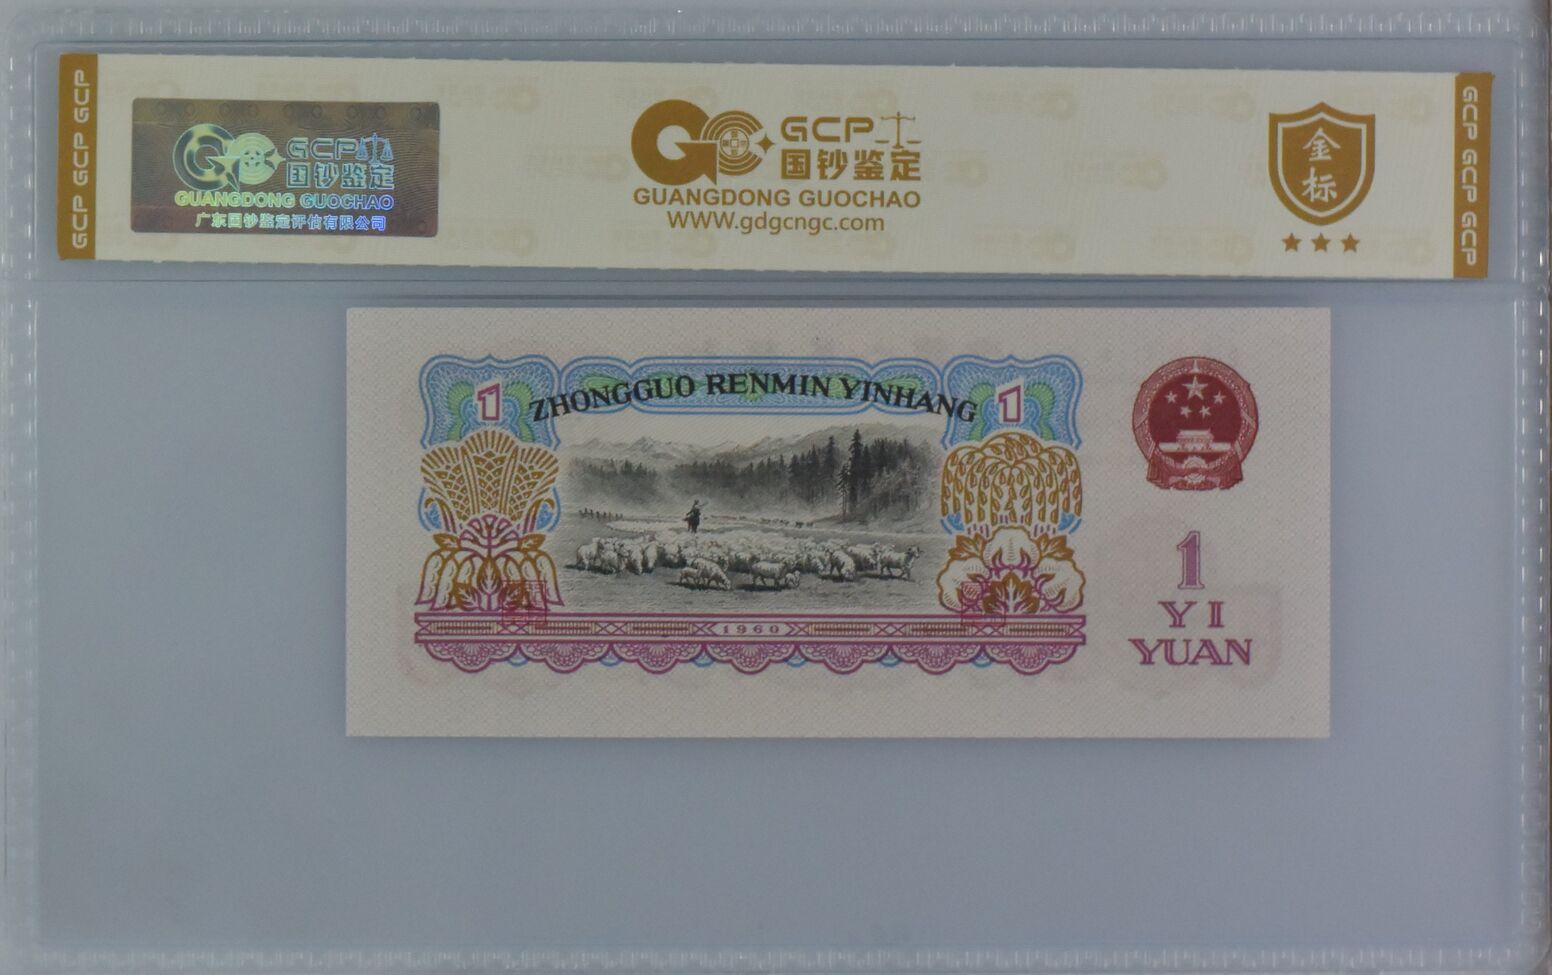 GCP GCP GCP
GCP
国钞鉴定
GUANGDONG GUOCHAO
广东国钞鉴定评估有限公司
GCP
国钞鉴定
GUANGDONG GUOCHAO
WWW.gdgcngc.com
金标
GCP GCP GCP
ZHONGGUO RENMIN YINHANG
1
1
1960
1
YI
YUAN